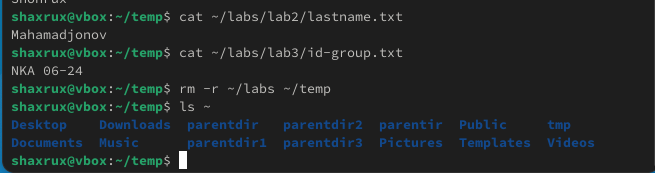 Shohrux
shaxrux@vbox:~/temp$ cat ~/labs/lab2/lastname.txt
Mahamadjonov
shaxrux@vbox:~/temp$ cat ~/labs/lab3/id-group.txt
NKA 06-24
shaxrux@vbox:~/temp$ rm -r ~/labs ~/temp
shaxrux@vbox:~/temp$ ls ~
Desktop    Downloads  parentdir   parentdir2  parentir  Public     tmp
Documents  Music      parentdir1  parentdir3  Pictures  Templates  Videos
shaxrux@vbox:~/temp$